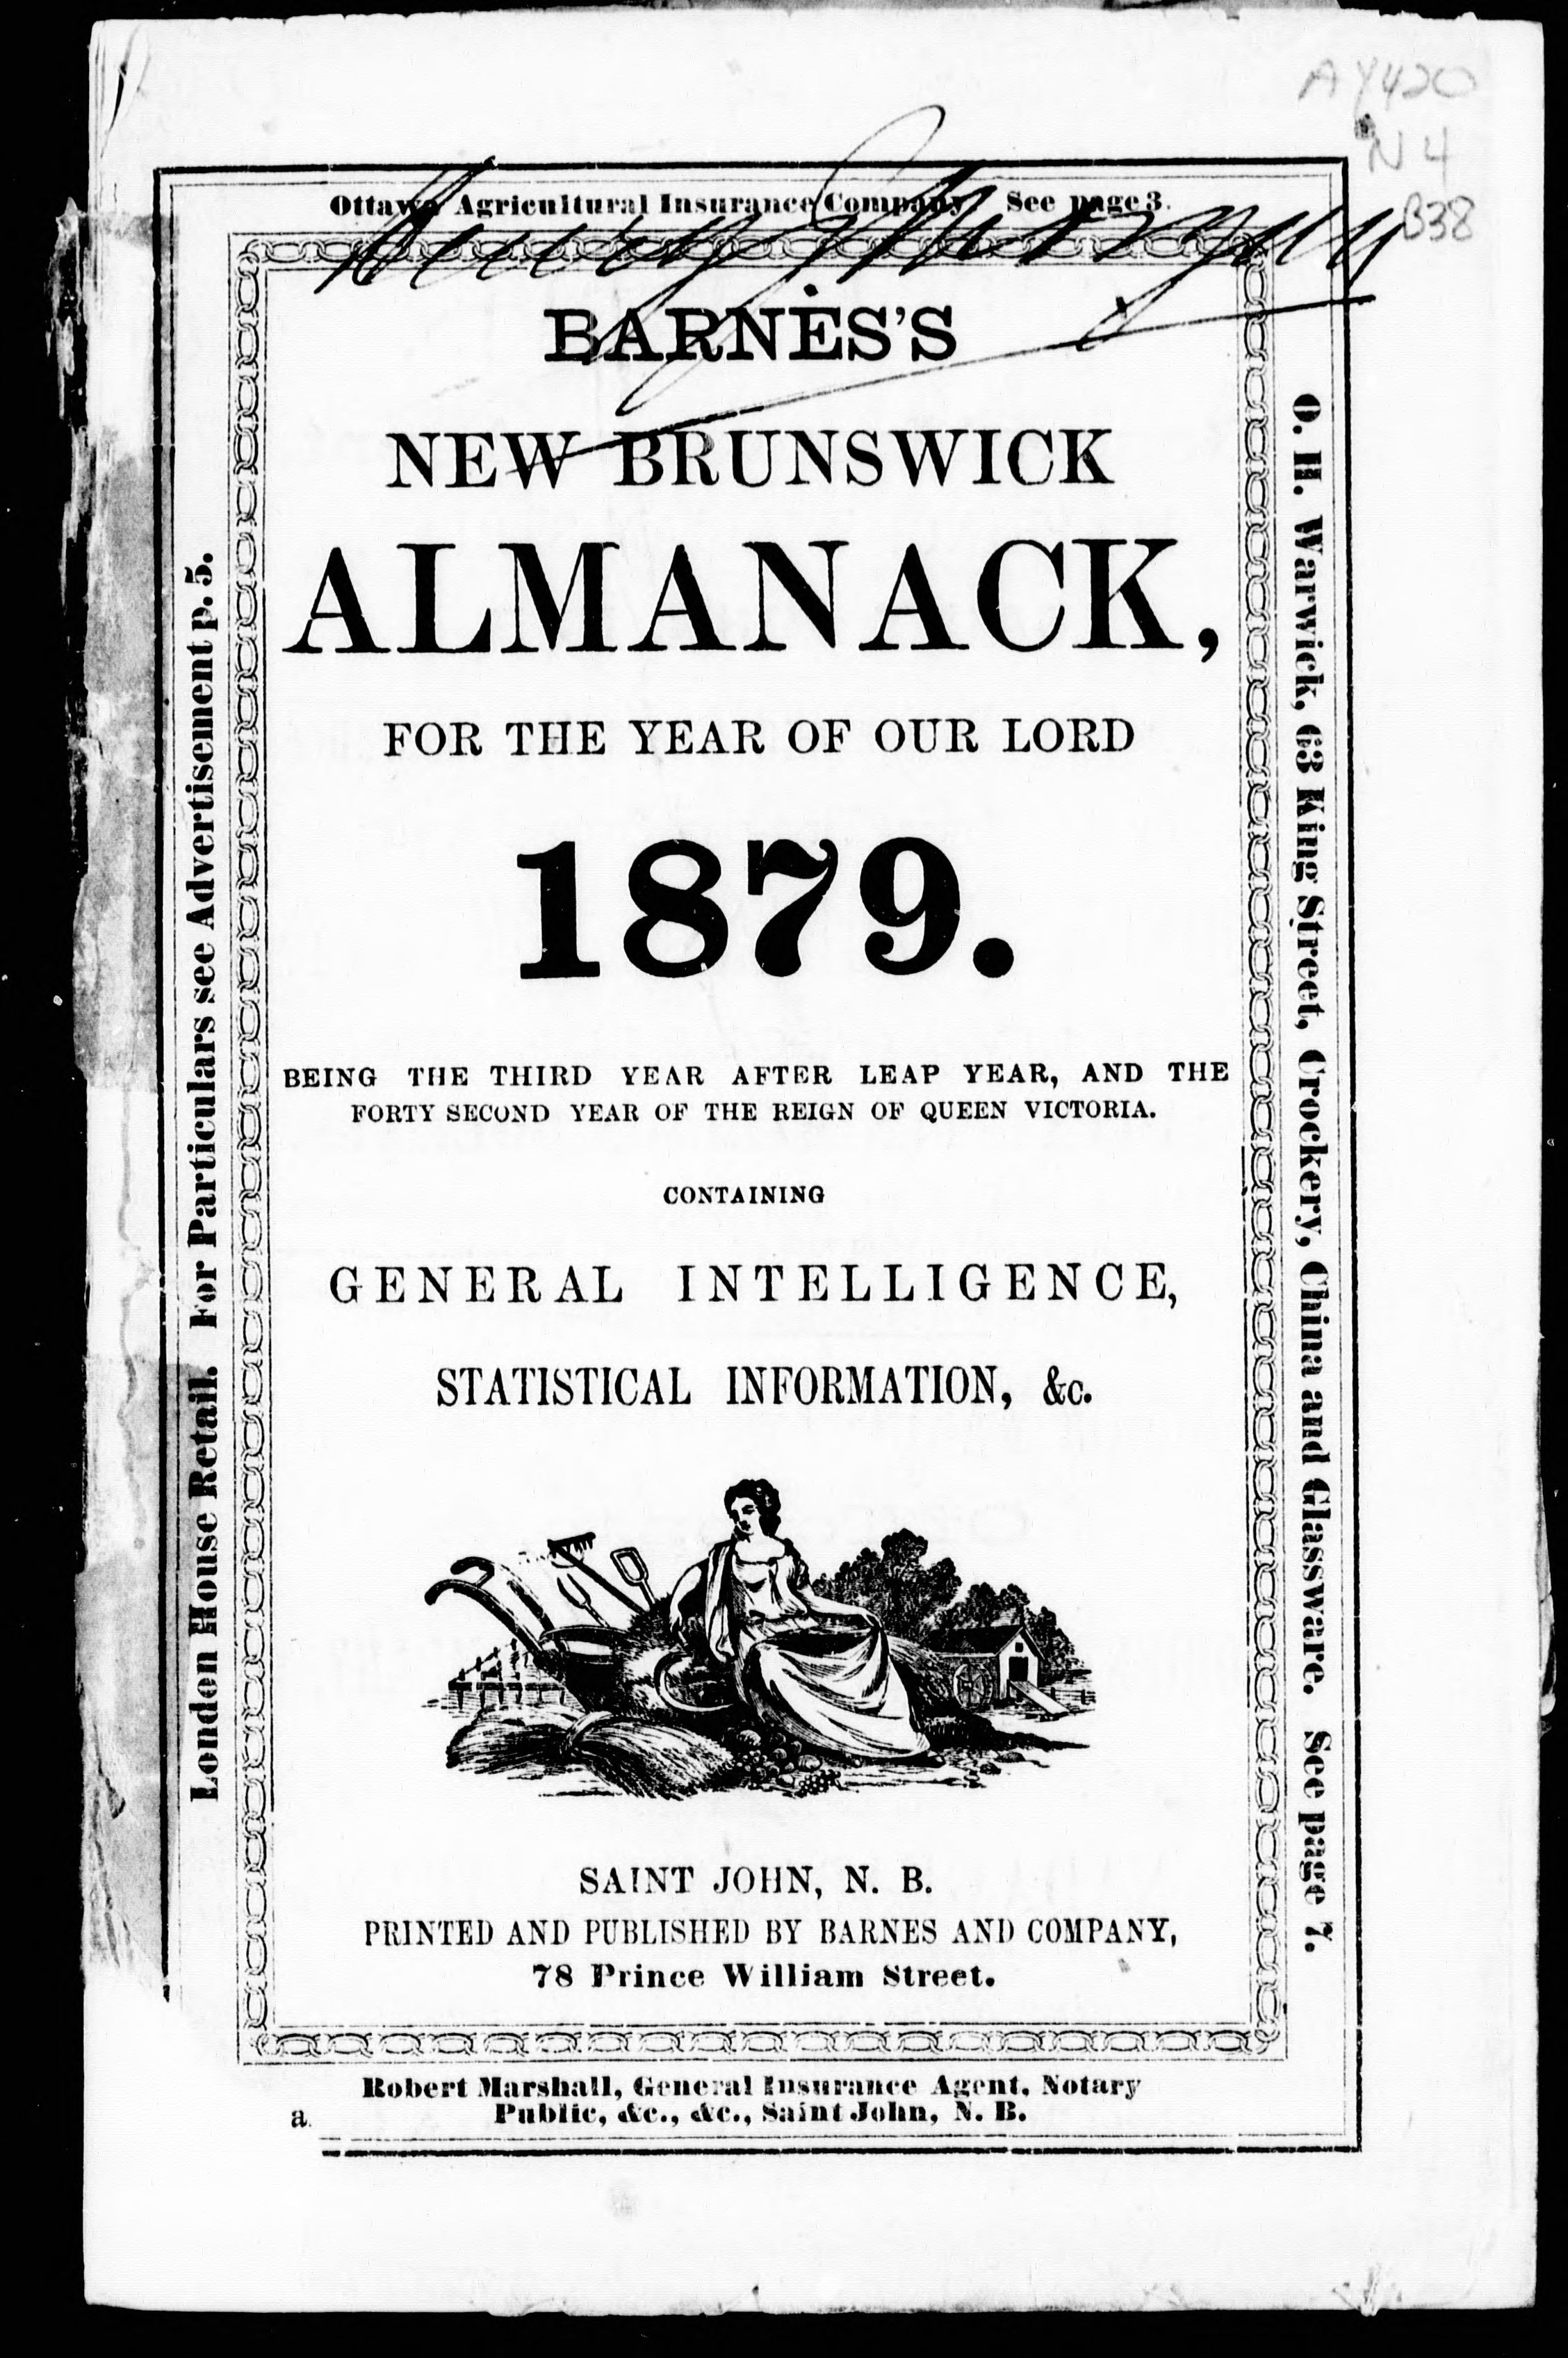 AY420
N4
B38
Ottawa Agricultural Insurance Company See page 3.
BARNES'S
NEW BRUNSWICK
ALMANACK,
FOR THE YEAR OF OUR LORD
1879.
BEING THE THIRD YEAR AFTER LEAP YEAR, AND THE
FORTY SECOND YEAR OF THE REIGN OF QUEEN VICTORIA.
CONTAINING
GENERAL INTELLIGENCE,
STATISTICAL INFORMATION, &c.
SAINT JOHN, N. B.
PRINTED AND PUBLISHED BY BARNES AND COMPANY,
78 Prince William Street.
London House Retail. For Particulars see Advertisement p. 5.
O. H. Warwick, 63 King Street, Crockery, China and Glassware. See page 7.
Robert Marshall, General Insurance Agent, Notary
Public, &c., &c., Saint John, N. B.
a